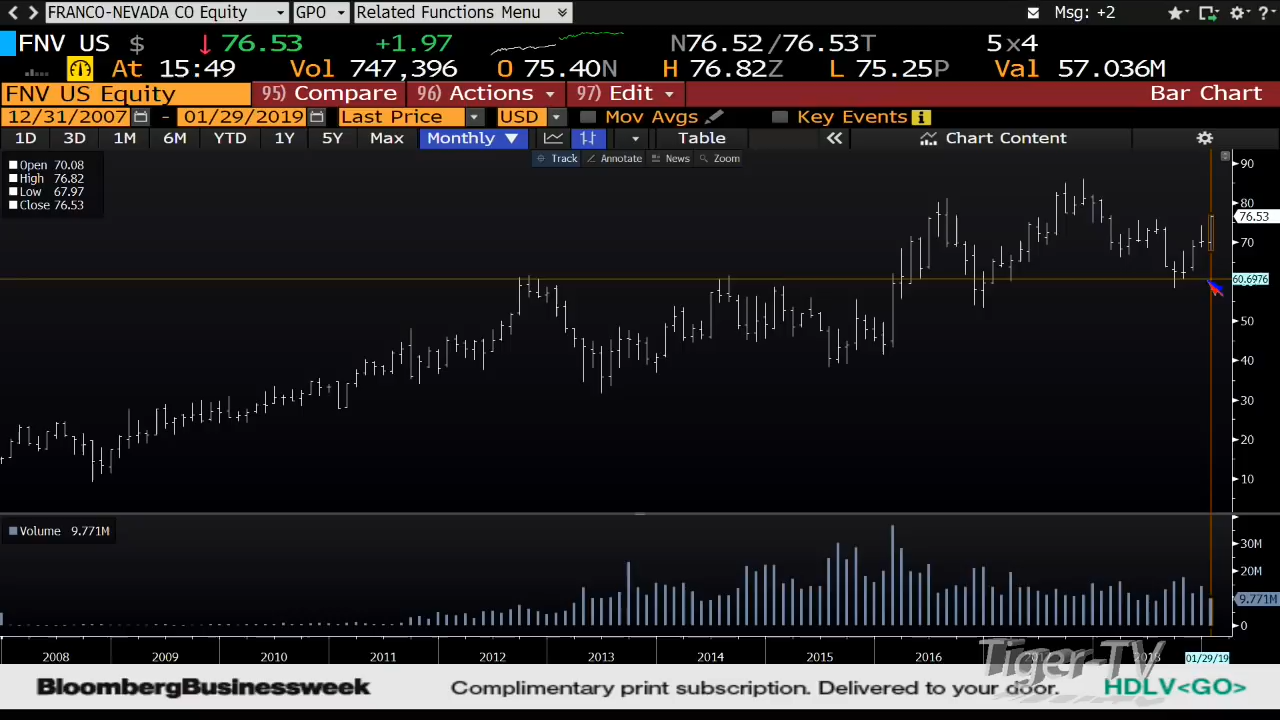 FRANCO-NEVADA CO Equity GPO Related Functions Menu Msg: +2 ?
FNV US $ ↓ 76.53 +1.97 N76.52/76.53T 5x4
At 15:49 Vol 747,396 O 75.40N H 76.82Z L 75.25P Val 57.036M
FNV US Equity 95) Compare 96) Actions 97) Edit Bar Chart
12/31/2007 - 01/29/2019 Last Price USD Mov Avgs Key Events i
1D 3D 1M 6M YTD 1Y 5Y Max Monthly ▼ Table « Chart Content
Track Annotate News Zoom
Open 70.08
High 76.82
Low 67.97
Close 76.53
90
80
76.53
70
60.6976
50
40
30
20
10
Volume 9.771M
30M
20M
9.771M
0
2008 2009 2010 2011 2012 2013 2014 2015 2016 2018 01/29/19
Tiger-TV
BloombergBusinessweek Complimentary print subscription. Delivered to your door. HDLV<GO>